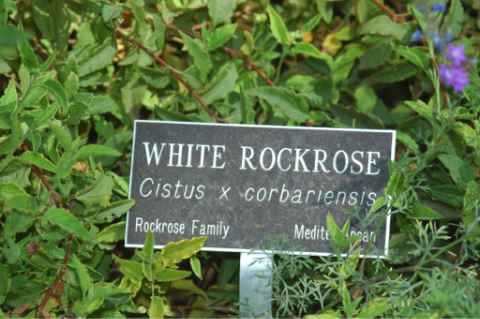 WHITE ROCKROSE
Cistus x corbariensis
Rockrose Family